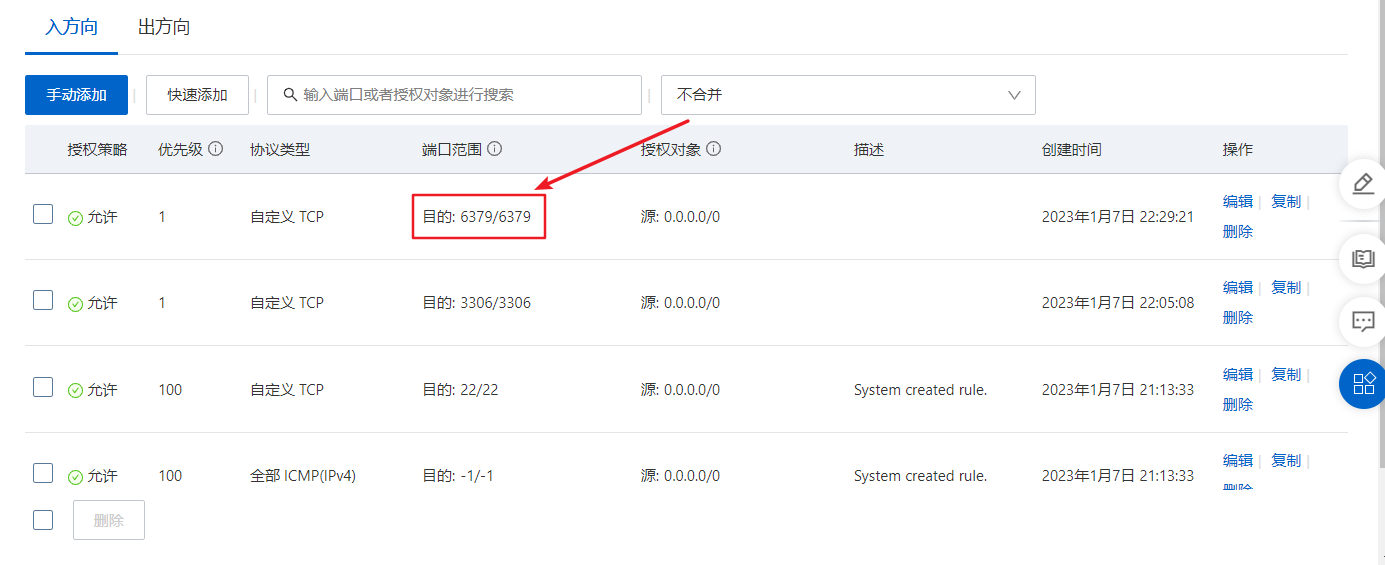 入方向 出方向
手动添加 快速添加 输入端口或者授权对象进行搜索 不合并
授权策略 优先级 协议类型 端口范围 授权对象 描述 创建时间 操作
允许 1 自定义 TCP 目的: 6379/6379 源: 0.0.0.0/0 2023年1月7日 22:29:21 编辑 复制
删除
允许 1 自定义 TCP 目的: 3306/3306 源: 0.0.0.0/0 2023年1月7日 22:05:08 编辑 复制
删除
允许 100 自定义 TCP 目的: 22/22 源: 0.0.0.0/0 System created rule. 2023年1月7日 21:13:33 编辑 复制
删除
允许 100 全部 ICMP(IPv4) 目的: -1/-1 源: 0.0.0.0/0 System created rule. 2023年1月7日 21:13:33 编辑 复制
删除